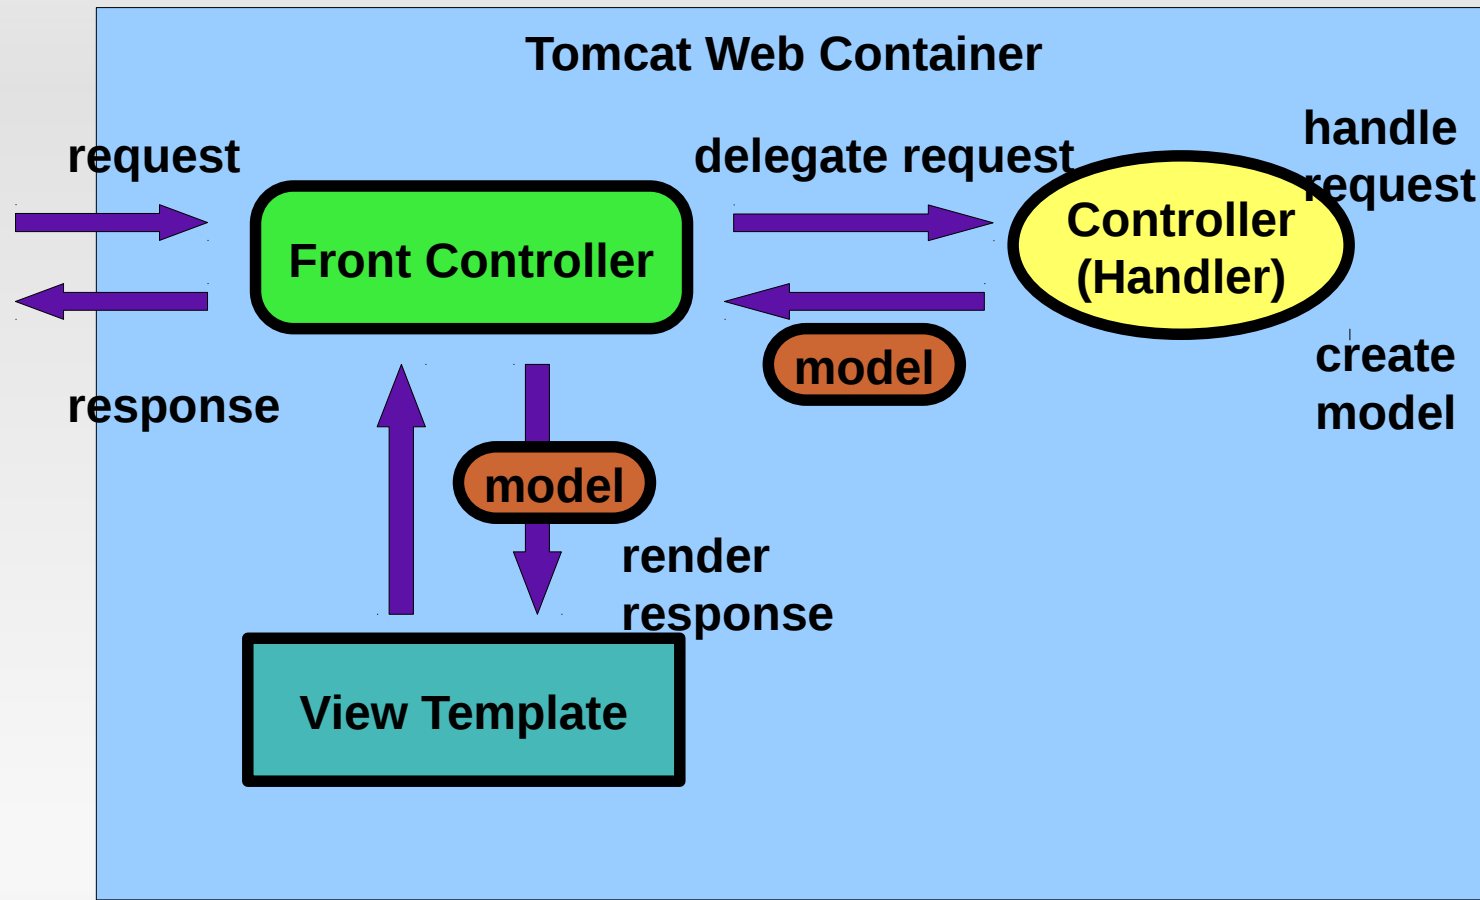 Tomcat Web Container
request
delegate request
handle
request
Front Controller
Controller
(Handler)
model
response
create
model
model
render
response
View Template